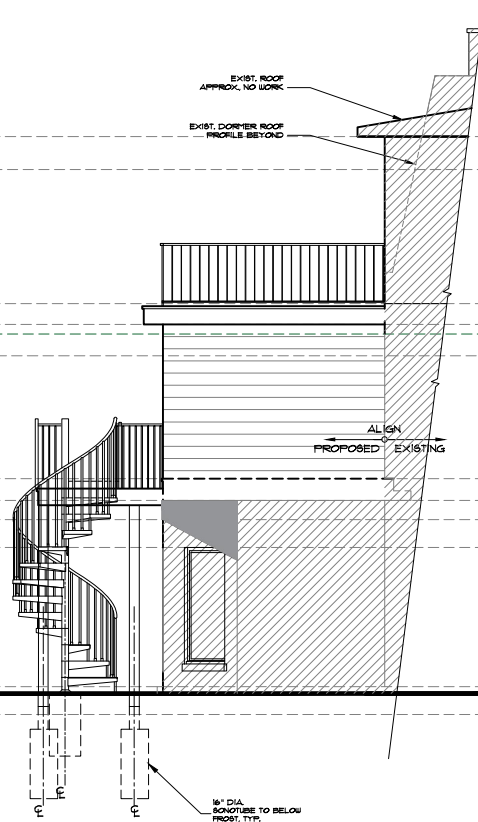 EXIST. ROOF
APPROX. NO WORK
EXIST. DORMER ROOF
PROFILE BEYOND
ALIGN
PROPOSED EXISTING
16" DIA.
SONOTUBE TO BELOW
FROST, TYP.